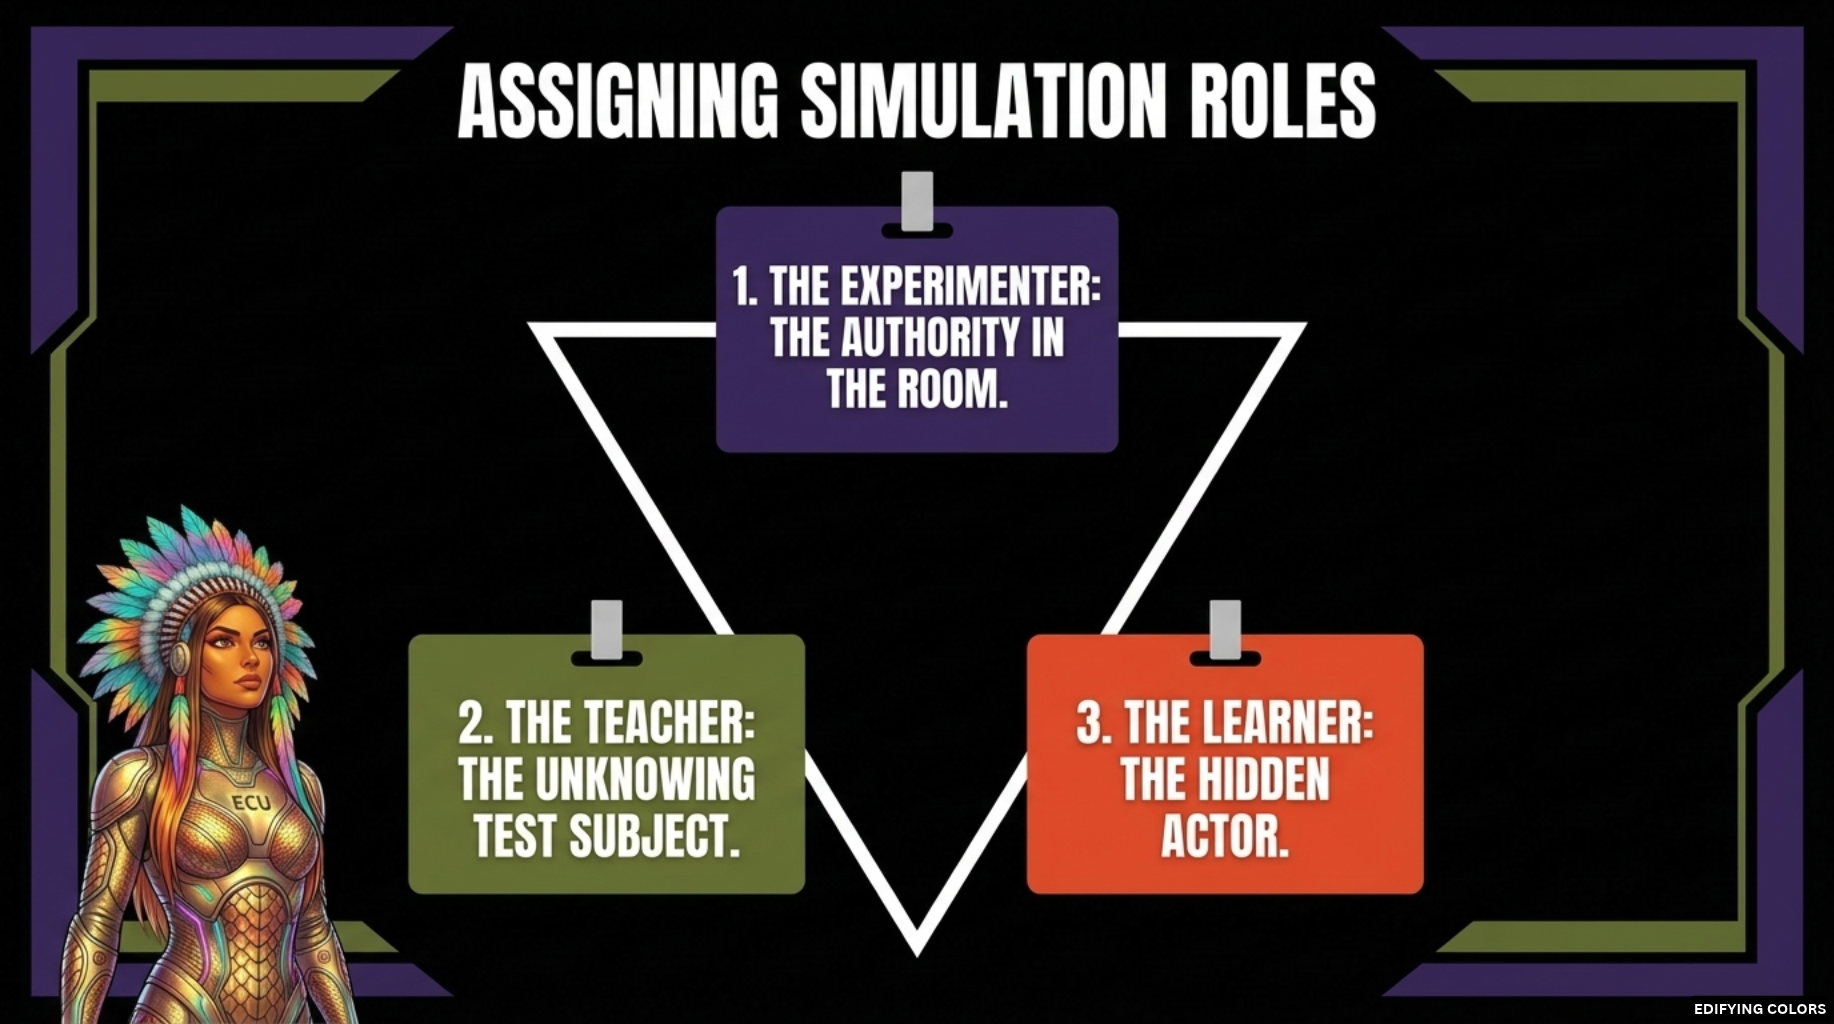 ASSIGNING SIMULATION ROLES
1. THE EXPERIMENTER:
THE AUTHORITY IN
THE ROOM.
2. THE TEACHER:
THE UNKNOWING
TEST SUBJECT.
3. THE LEARNER:
THE HIDDEN
ACTOR.
ECU
EDIFYING COLORS